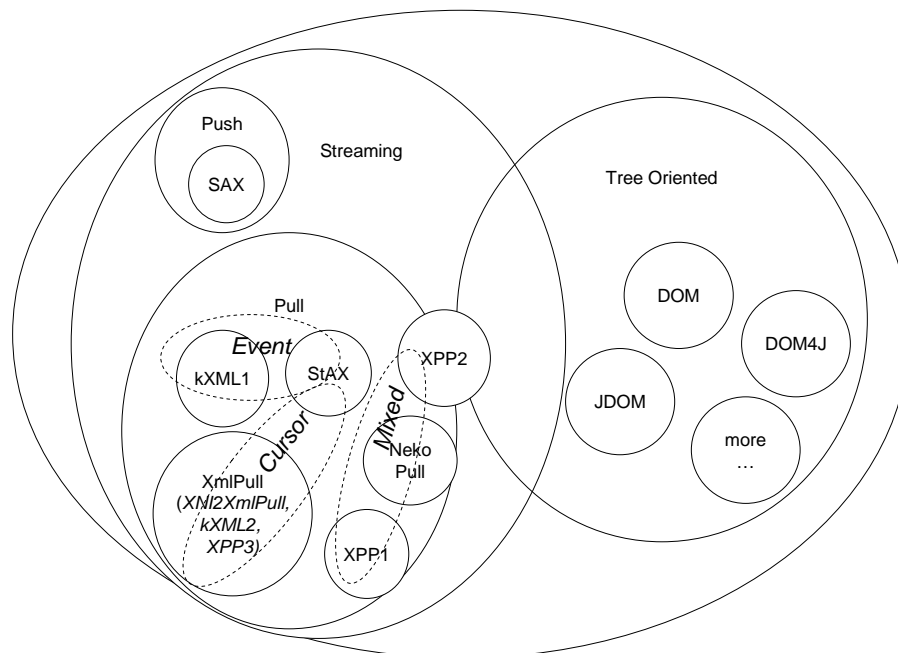 Push
SAX
Streaming
Tree Oriented
Pull
Event
kXML1
StAX
XPP2
Cursor
Mixed
Neko
Pull
XmlPull
(XNI2XmlPull,
kXML2,
XPP3)
XPP1
DOM
DOM4J
JDOM
more
…